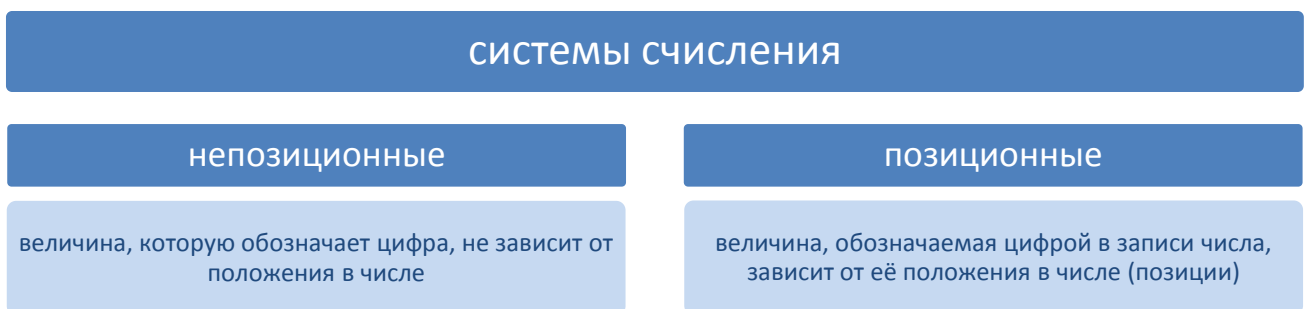 системы счисления
непозиционные
величина, которую обозначает цифра, не зависит от
положения в числе
позиционные
величина, обозначаемая цифрой в записи числа,
зависит от её положения в числе (позиции)